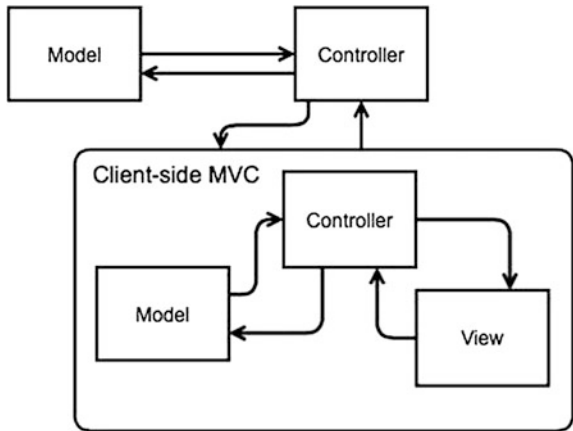 Model
Controller
Client-side MVC
Controller
Model
View